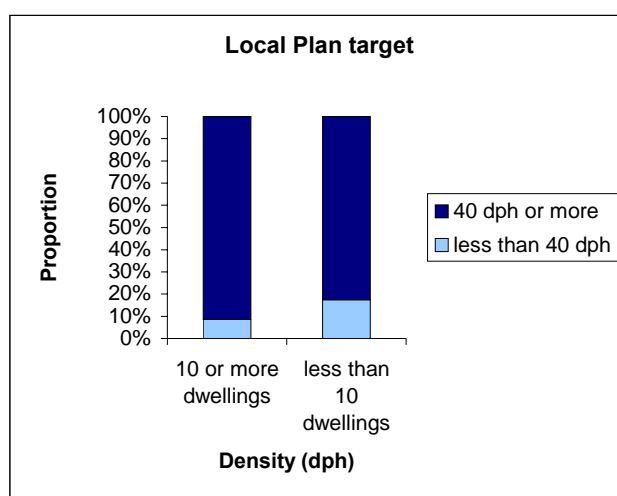 Local Plan target
100%
90%
80%
70%
60%
50%
40%
30%
20%
10%
0%
Proportion
10 or more
dwellings
less than
10
dwellings
Density (dph)
40 dph or more
less than 40 dph